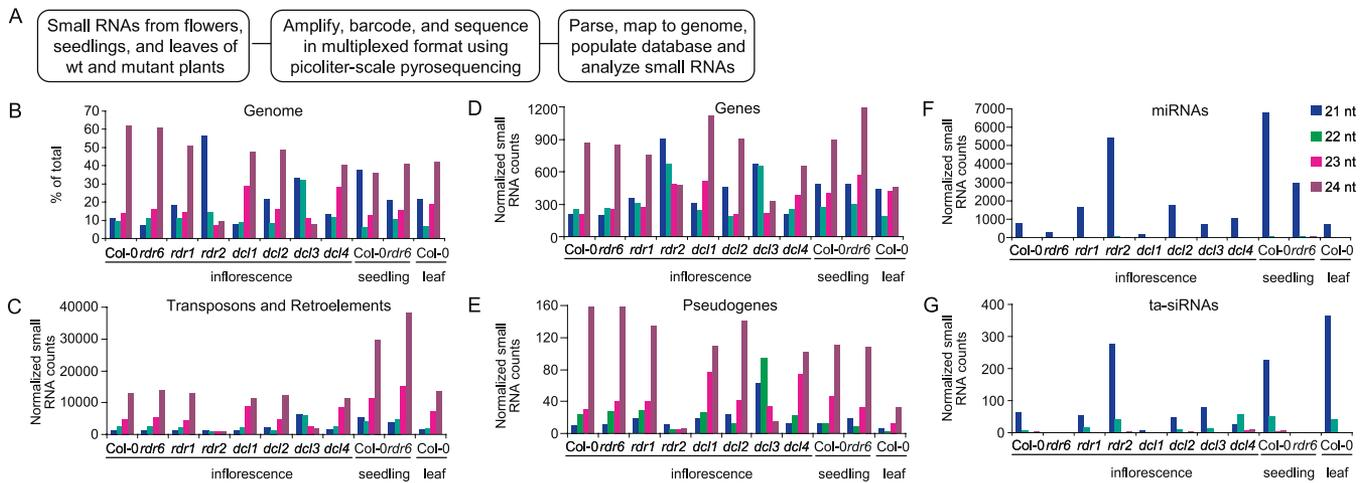 A
Small RNAs from flowers,
seedlings, and leaves of
wt and mutant plants
Amplify, barcode, and sequence
in multiplexed format using
picoliter-scale pyrosequencing
Parse, map to genome,
populate database and
analyze small RNAs
B
Genome
% of total
70
60
50
40
30
20
10
0
Col-0 rdr6 rdr1 rdr2 dcl1 dcl2 dcl3 dcl4 Col-0 rdr6 Col-0
inflorescence seedling leaf
C
Transposons and Retroelements
Normalized small
RNA counts
40000
30000
20000
10000
0
Col-0 rdr6 rdr1 rdr2 dcl1 dcl2 dcl3 dcl4 Col-0 rdr6 Col-0
inflorescence seedling leaf
D
Genes
Normalized small
RNA counts
1200
900
600
300
0
Col-0 rdr6 rdr1 rdr2 dcl1 dcl2 dcl3 dcl4 Col-0 rdr6 Col-0
inflorescence seedling leaf
E
Pseudogenes
Normalized small
RNA counts
160
120
80
40
0
Col-0 rdr6 rdr1 rdr2 dcl1 dcl2 dcl3 dcl4 Col-0 rdr6 Col-0
inflorescence seedling leaf
F
miRNAs
Normalized small
RNA counts
7000
6000
5000
4000
3000
2000
1000
0
Col-0 rdr6 rdr1 rdr2 dcl1 dcl2 dcl3 dcl4 Col-0 rdr6 Col-0
inflorescence seedling leaf
21 nt
22 nt
23 nt
24 nt
G
ta-siRNAs
Normalized small
RNA counts
400
300
200
100
0
Col-0 rdr6 rdr1 rdr2 dcl1 dcl2 dcl3 dcl4 Col-0 rdr6 Col-0
inflorescence seedling leaf